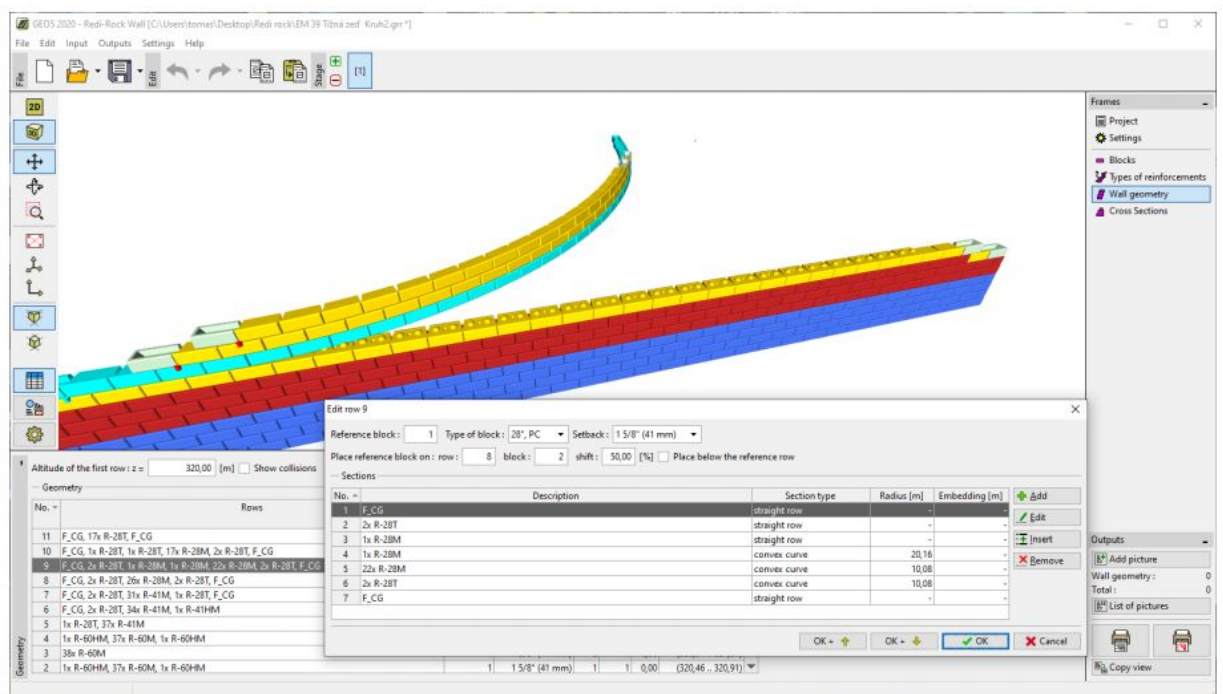 GEO5 2020 - Redi-Rock Wall [C:\Users\tomas\Desktop\Redi rock\EM 39 Tížná zeď Kruh2.grr *]
File Edit Input Outputs Settings Help
File
Edit
Stage
[1]
2D
3D
Frames
Project
Settings
Blocks
Types of reinforcements
Wall geometry
Cross Sections
Edit row 9
Reference block : 1 Type of block : 28", PC Setback : 1 5/8" (41 mm)
Place reference block on : row : 8 block : 2 shift : 50,00 [%] Place below the reference row
Sections
No. Description Section type Radius [m] Embedding [m]
1 F_CG straight row - -
2 2x R-28T straight row - -
3 1x R-28M straight row - -
4 1x R-28M convex curve 20,16 -
5 22x R-28M convex curve 10,08 -
6 2x R-28T convex curve 10,08 -
7 F_CG straight row - -
Add
Edit
Insert
Remove
OK +
OK +
OK
Cancel
Altitude of the first row : z = 320,00 [m] Show collisions
Geometry
No. Rows
11 F_CG, 17x R-28T, F_CG
10 F_CG, 1x R-28T, 1x R-28T, 17x R-28M, 2x R-28T, F_CG
9 F_CG, 2x R-28T, 1x R-28M, 1x R-28M, 22x R-28M, 2x R-28T, F_CG
8 F_CG, 2x R-28T, 26x R-28M, 2x R-28T, F_CG
7 F_CG, 2x R-28T, 31x R-41M, 1x R-28T, F_CG
6 F_CG, 2x R-28T, 34x R-41M, 1x R-41HM
5 1x R-28T, 37x R-41M
4 1x R-60HM, 37x R-60M, 1x R-60HM
3 38x R-60M
2 1x R-60HM, 37x R-60M, 1x R-60HM 1 1 5/8" (41 mm) 1 1 0,00 (320,46 .. 320,91)
Geometry
Outputs
Add picture
Wall geometry : 0
Total : 0
List of pictures
Copy view